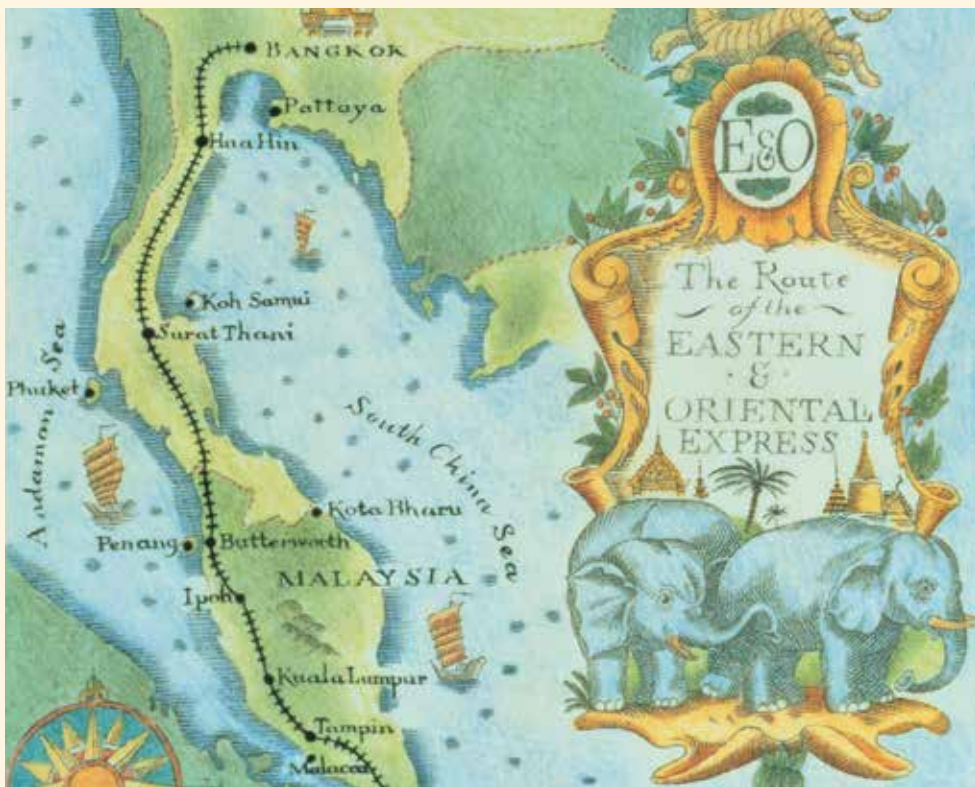 BANGKOK
Pattaya
Hua Hin
E&O
The Route
of the
EASTERN
&
ORIENTAL
EXPRESS
Koh Samui
Surat Thani
Phuket
Andaman Sea
South China Sea
Kota Bharu
Penang
Butterworth
MALAYSIA
Ipoh
Kuala Lumpur
Tampin
Malacca